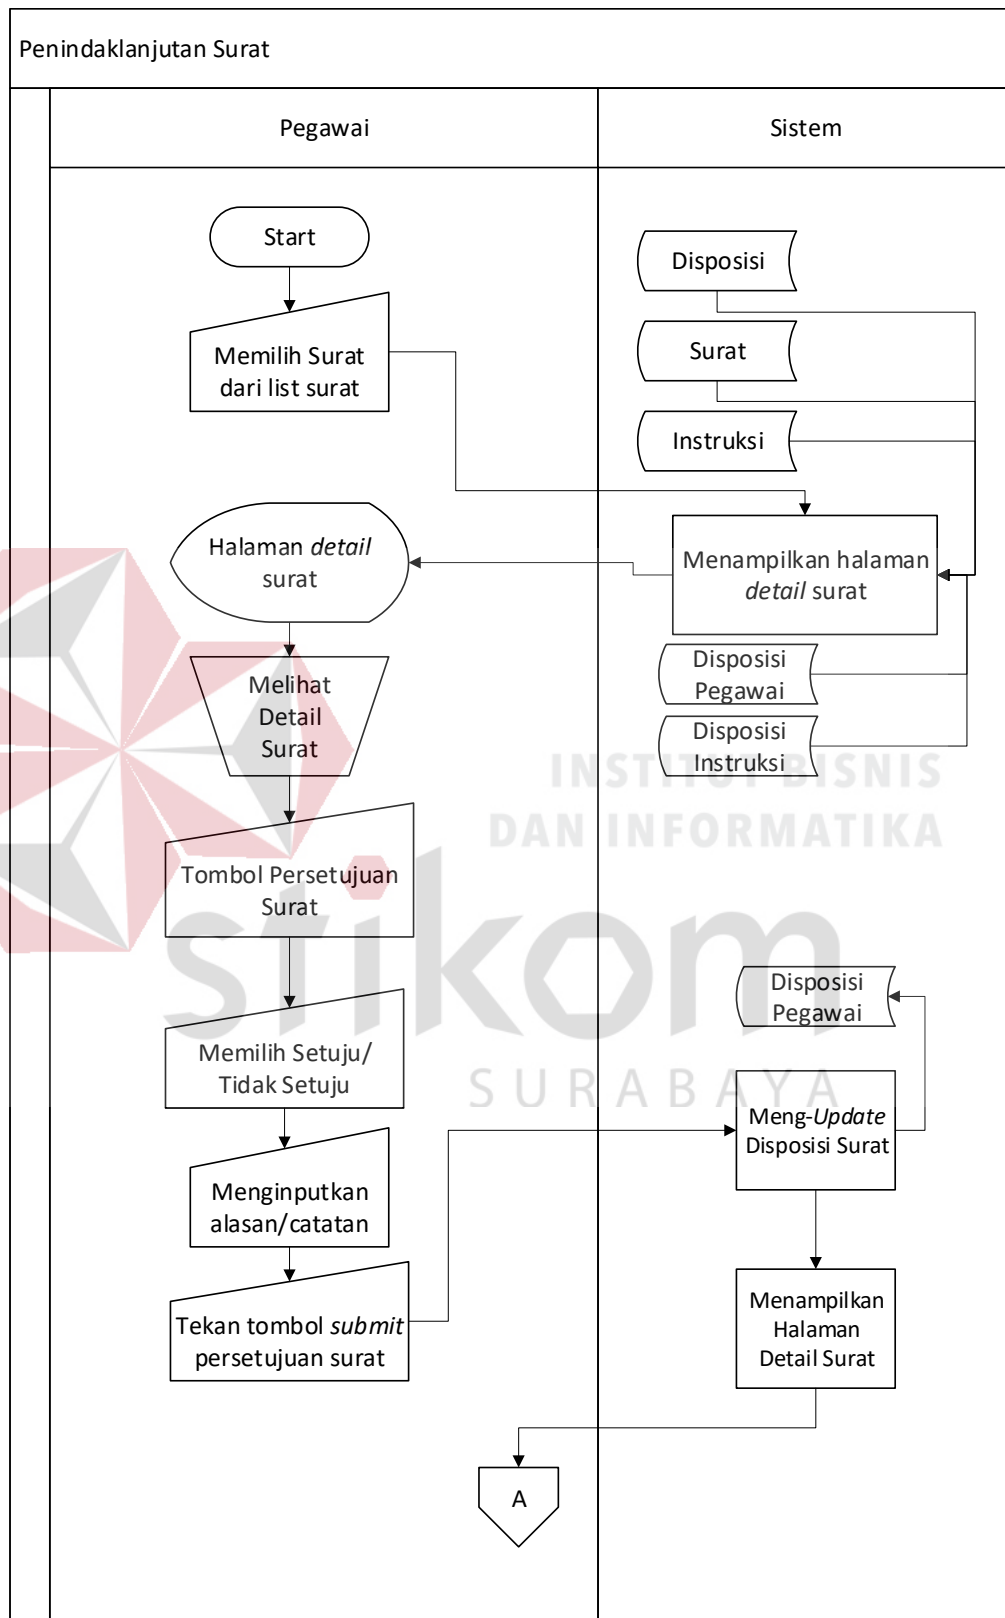 Penindaklanjutan Surat
Pegawai
Sistem
Start
Disposisi
Memilih Surat
dari list surat
Surat
Instruksi
Halaman detail
surat
Menampilkan halaman
detail surat
Disposisi
Pegawai
Melihat
Detail
Surat
Disposisi
Instruksi
INSTITUT BISNIS
DAN INFORMATIKA
Tombol Persetujuan
Surat
stikom
SURABAYA
Disposisi
Pegawai
Memilih Setuju/
Tidak Setuju
Meng-Update
Disposisi Surat
Menginputkan
alasan/catatan
Tekan tombol submit
persetujuan surat
Menampilkan
Halaman
Detail Surat
A